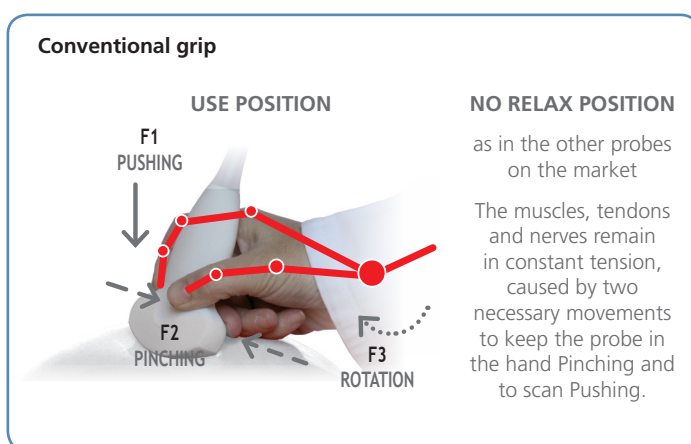 Conventional grip
USE POSITION
F1
PUSHING
F2
PINCHING
F3
ROTATION
NO RELAX POSITION
as in the other probes
on the market
The muscles, tendons
and nerves remain
in constant tension,
caused by two
necessary movements
to keep the probe in
the hand Pinching and
to scan Pushing.